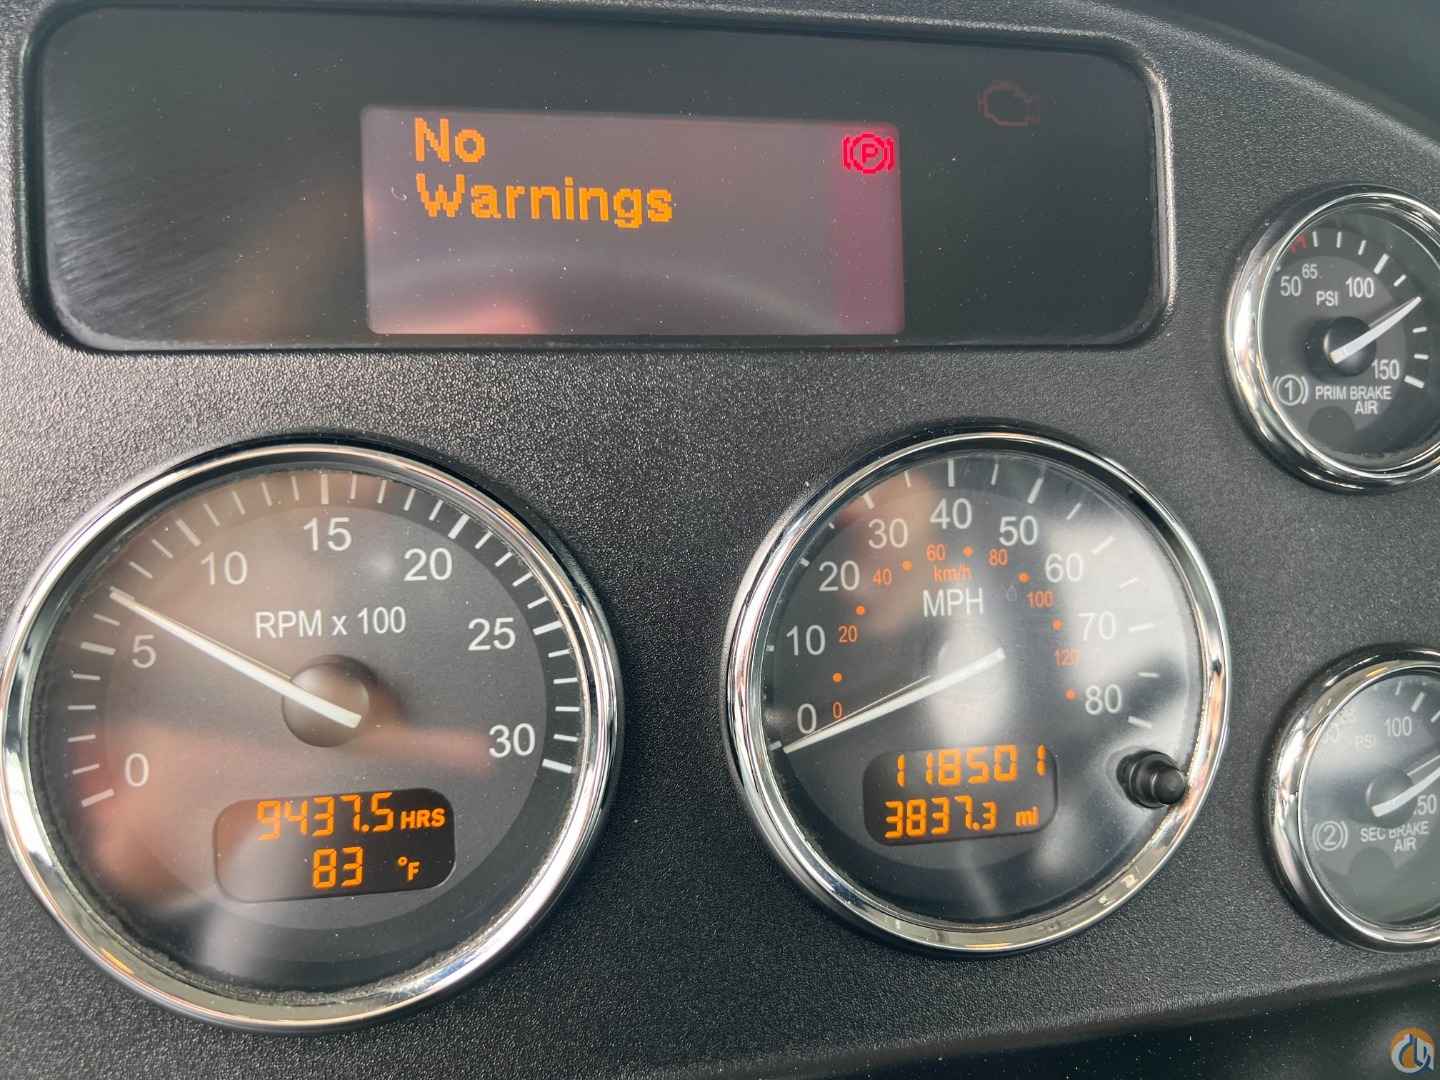 No
Warnings
P
50 65 100
PSI
150
1 PRIM BRAKE
AIR
0 5 10 15 20 25 30
RPM x 100
9437.5 HRS
83 °F
0 10 20 30 40 50 60 70 80
0 20 40 60 80 100 120
km/h
MPH
118501
3837.3 mi
100
PSI
2 SEC BRAKE
AIR